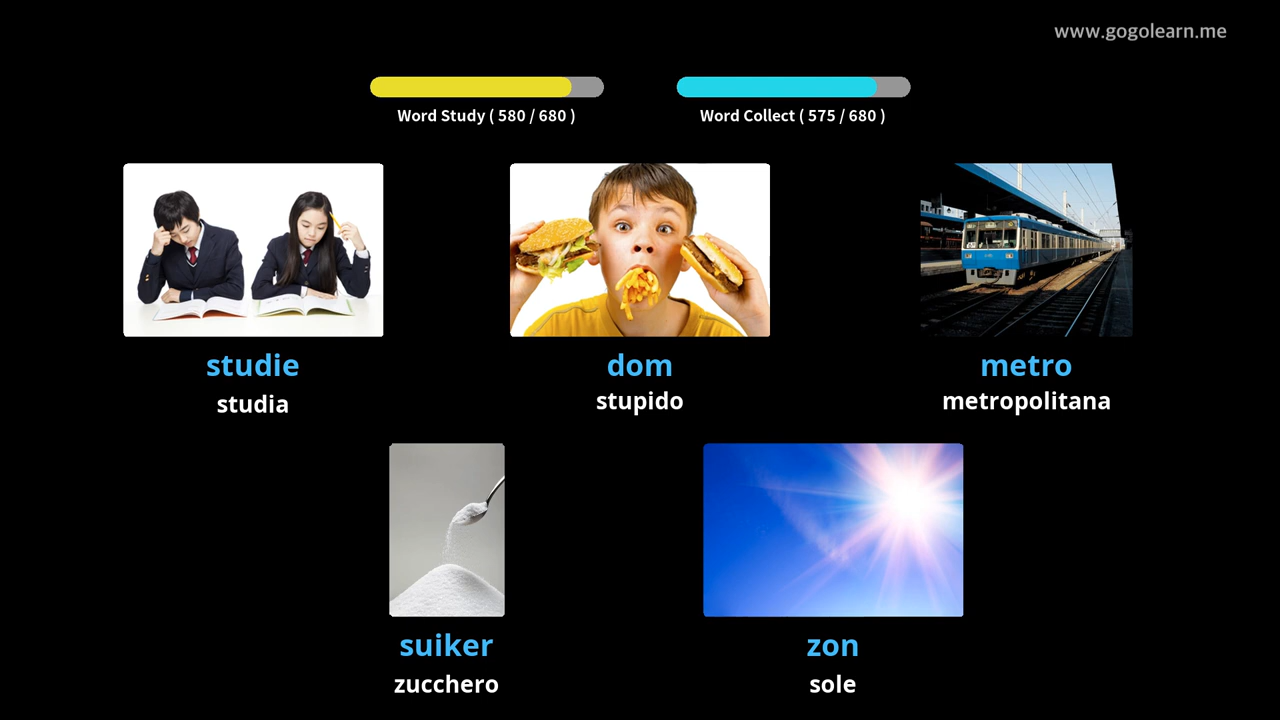 www.gogolearn.me
Word Study ( 580 / 680 )
Word Collect ( 575 / 680 )
studie
studia
dom
stupido
metro
metropolitana
suiker
zucchero
zon
sole